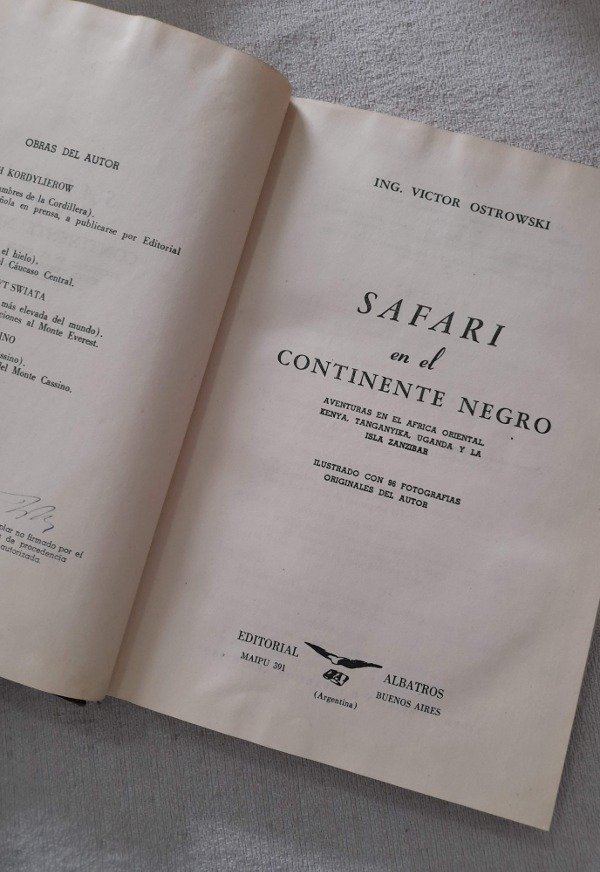 OBRAS DEL AUTOR
H KORDYLIEROW
mbres de la Cordillera).
ñola en prensa, a publicarse por Editorial
el hielo).
l Cáucaso Central.
T SWIATA
más elevada del mundo).
ciones al Monte Everest.
INO
ssino).
del Monte Cassino.
plar no firmado por el
de procedencia
autorizada.
ING. VICTOR OSTROWSKI
SAFARI
en el
CONTINENTE NEGRO
AVENTURAS EN EL AFRICA ORIENTAL
KENYA, TANGANYIKA, UGANDA Y LA
ISLA ZANZIBAR
ILUSTRADO CON 96 FOTOGRAFIAS
ORIGINALES DEL AUTOR
EDITORIAL ALBATROS
MAIPU 391 BUENOS AIRES
(Argentina)